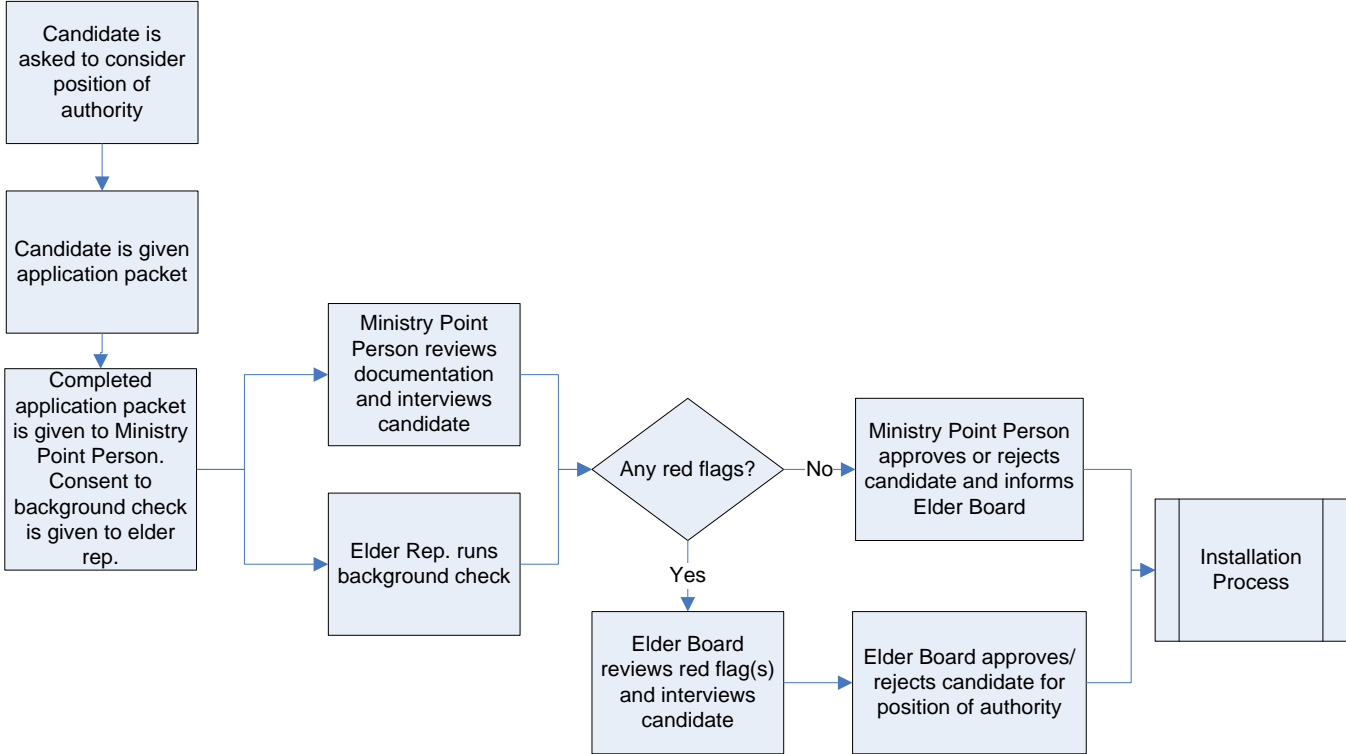 Candidate is
asked to consider
position of
authority
Candidate is given
application packet
Completed
application packet
is given to Ministry
Point Person.
Consent to
background check
is given to elder
rep.
Ministry Point
Person reviews
documentation
and interviews
candidate
Elder Rep. runs
background check
Any red flags?
No
Ministry Point Person
approves or rejects
candidate and informs
Elder Board
Yes
Elder Board
reviews red flag(s)
and interviews
candidate
Elder Board approves/
rejects candidate for
position of authority
Installation
Process